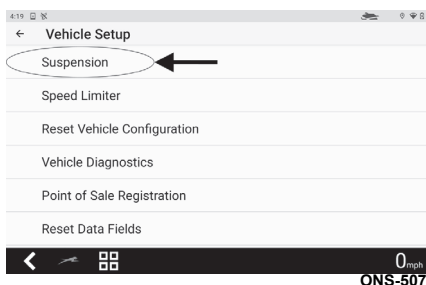 4:19
Vehicle Setup
Suspension
Speed Limiter
Reset Vehicle Configuration
Vehicle Diagnostics
Point of Sale Registration
Reset Data Fields
0mph
ONS-507